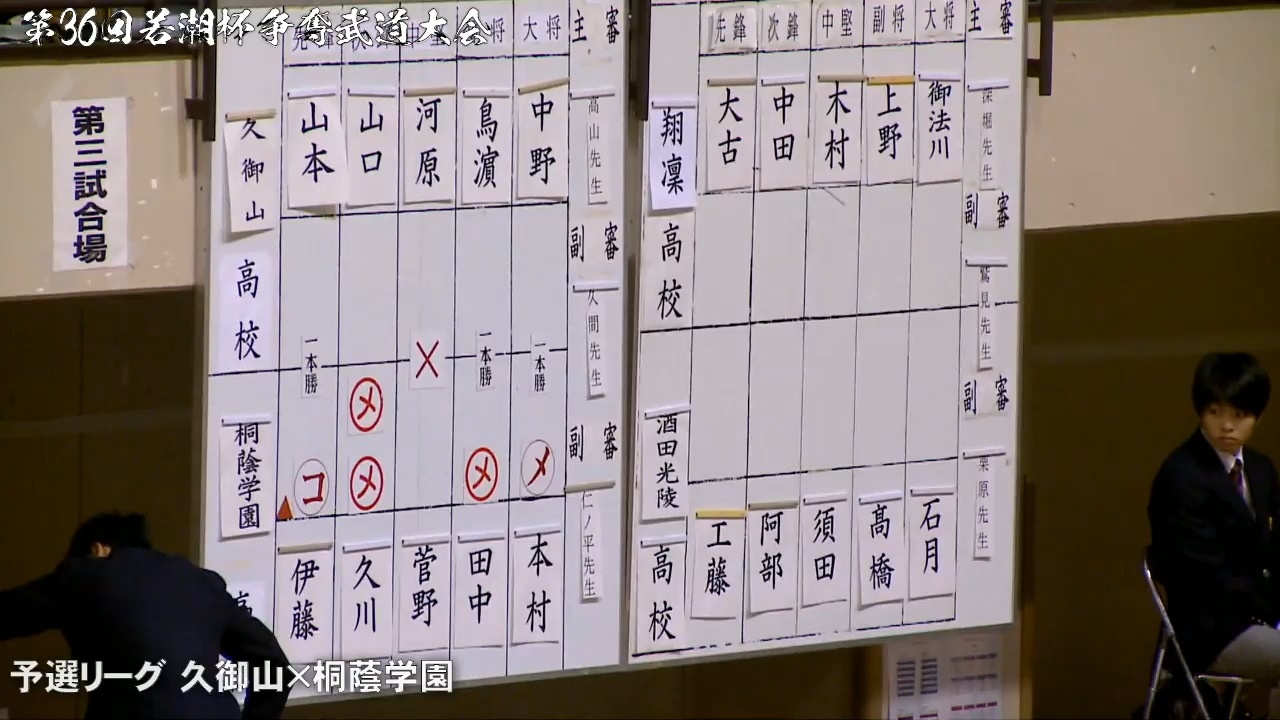 第36回若潮杯争奪武道大会
第三試合場
大将
主審
先鋒
次鋒
中堅
副将
大将
主審
久御山
高校
山本
山口
河原
鳥濵
中野
高山先生
副審
久間先生
副審
仁ノ平先生
一本勝
一本勝
一本勝
メ
コ
メ
メ
メ
桐蔭学園
高
伊藤
久川
菅野
田中
本村
翔凜
高校
大古
中田
木村
上野
御法川
深堀先生
副審
鷲見先生
副審
栗原先生
酒田光陵
高校
工藤
阿部
須田
髙橋
石月
予選リーグ 久御山×桐蔭学園